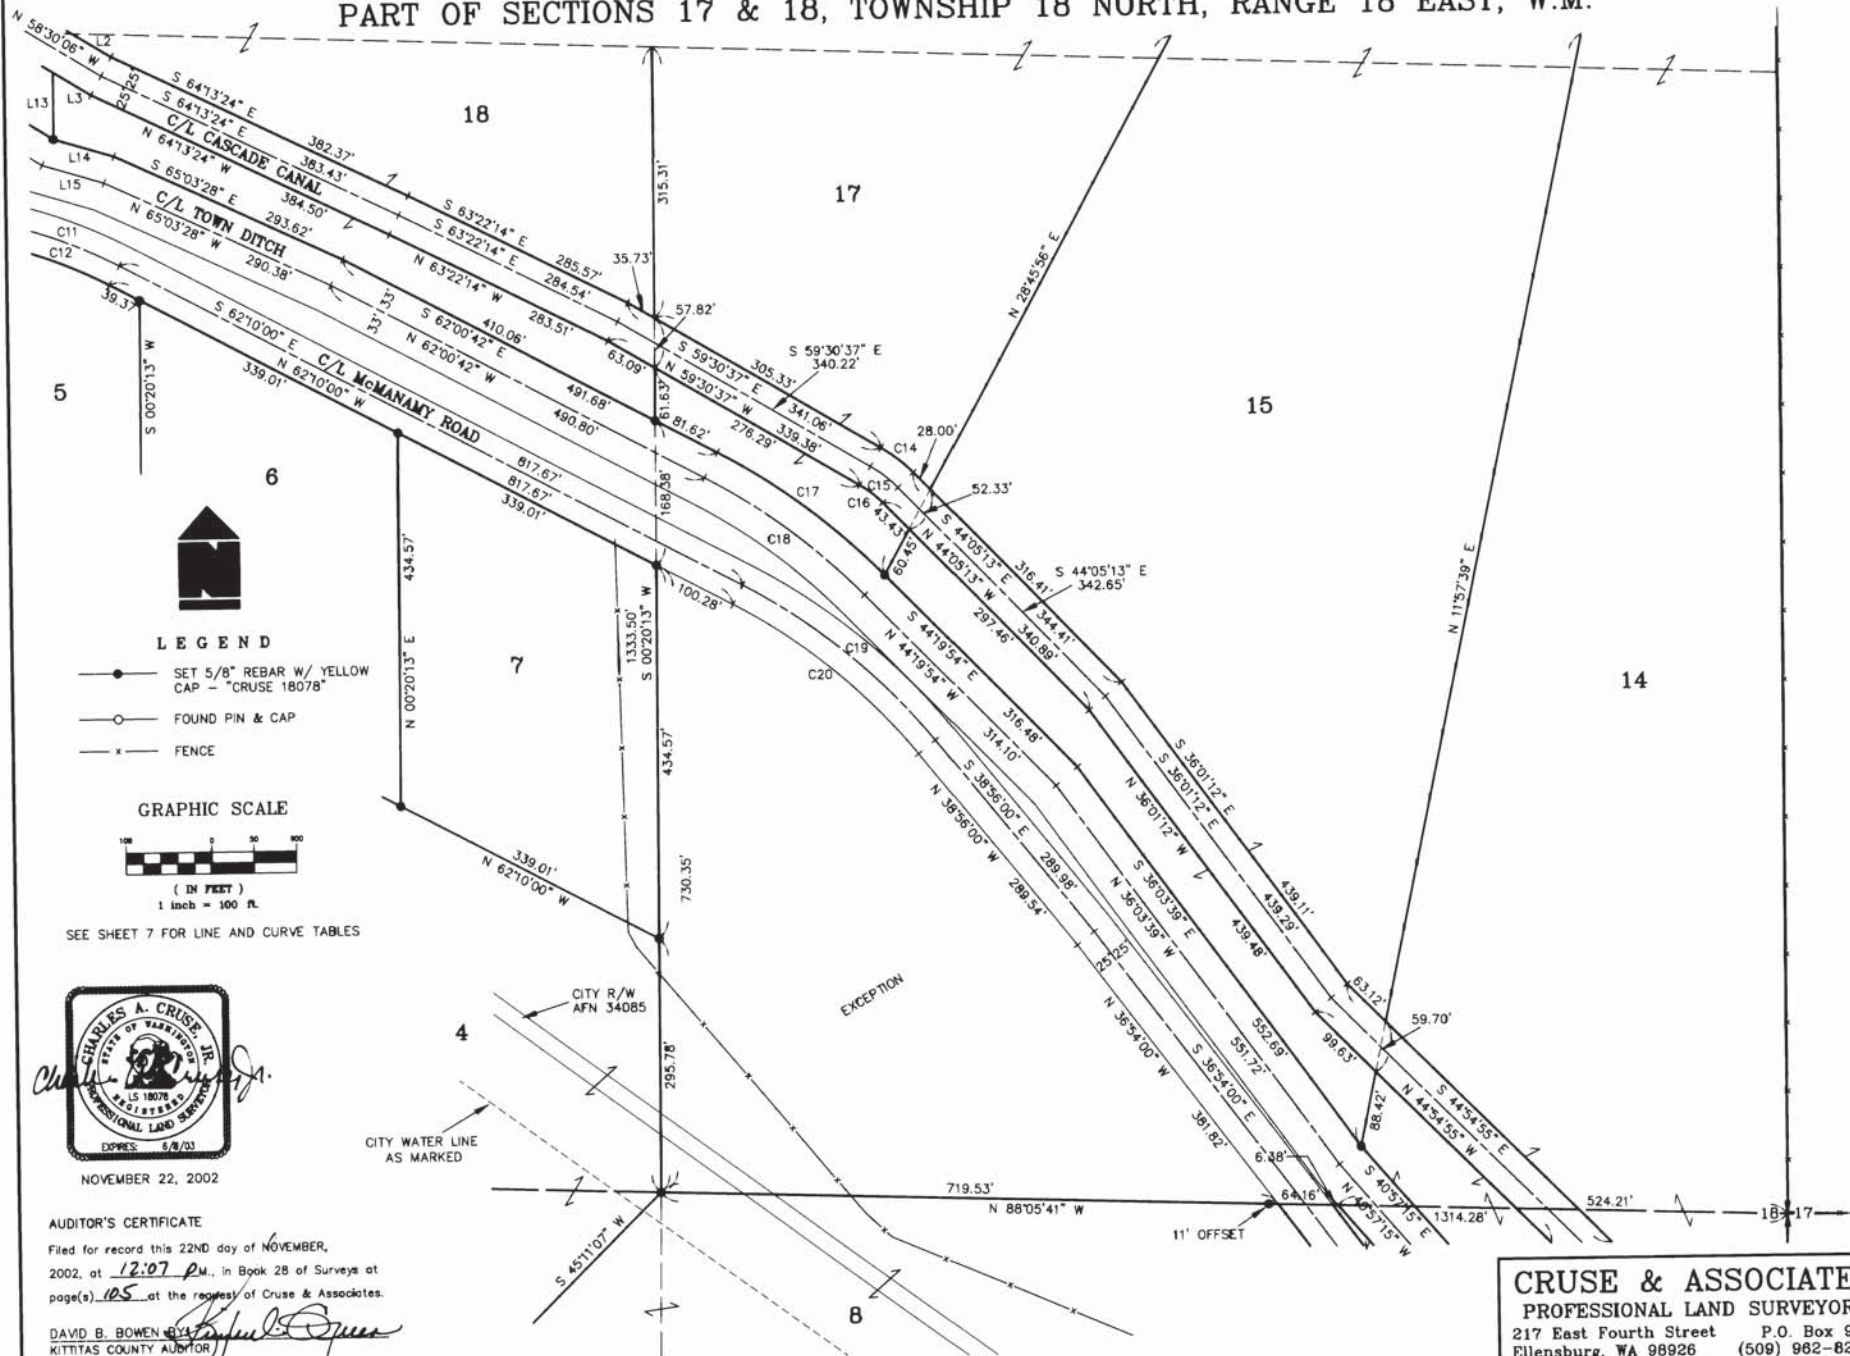 PART OF SECTIONS 17 & 18, TOWNSHIP 18 NORTH, RANGE 18 EAST, W.M.
N 58°30'06" W
L2
L13
L3
25' 25'
S 64°13'24" E
382.37'
S 64°13'24" E
383.43'
C/L CASCADE CANAL
N 64°13'24" W
384.50'
L14
S 65°03'28" E
293.62'
L15
C/L TOWN DITCH
N 65°03'28" W
290.38'
C11
C12
39.37'
18
17
315.31'
S 63°22'14" E
285.57'
S 63°22'14" E
284.54'
N 63°22'14" W
283.51'
35.73'
57.82'
63.09'
33' 33'
S 62°00'42" E
410.06'
491.68'
N 62°00'42" W
490.80'
61.63'
81.62'
168.38'
S 59°30'37" E
305.33'
341.06'
S 59°30'37" E
340.22'
N 59°30'37" W
276.29'
339.38'
C14
C15
C16
C17
C18
C19
C20
28.00'
52.33'
43.43'
60.45'
N 28°45'56" E
15
14
N 11°57'39" E
5
S 00°20'13" W
S 62°10'00" E
C/L McMANAMY ROAD
817.67'
N 62°10'00" W
339.01'
817.67'
339.01'
6
7
434.57'
N 00°20'13" E
1333.50'
S 00°20'13" W
434.57'
100.28'
S 44°05'13" E
316.41'
344.41'
S 44°05'13" E
342.65'
N 44°05'13" W
297.46'
340.89'
S 44°19'54" E
316.48'
N 44°19'54" W
314.10'
S 36°01'12" E
439.11'
S 36°01'12" E
439.29'
N 36°01'12" W
439.48'
S 36°03'39" E
552.69'
N 36°03'39" W
551.72'
S 38°56'00" E
289.98'
N 38°56'00" W
289.54'
25' 25'
N 36°54'00" W
381.82'
S 36°54'00" E
63.12'
59.70'
99.63'
88.42'
S 44°54'55" E
N 44°54'55" W
S 40°57'15" E
N 40°57'15" W
LEGEND
SET 5/8" REBAR W/ YELLOW
CAP - "CRUSE 18078"
FOUND PIN & CAP
x FENCE
GRAPHIC SCALE
100 0 50 100
( IN FEET )
1 inch = 100 ft.
SEE SHEET 7 FOR LINE AND CURVE TABLES
339.01'
N 62°10'00" W
730.35'
295.78'
EXCEPTION
CITY R/W
AFN 34085
4
CITY WATER LINE
AS MARKED
6.38'
719.53'
N 88°05'41" W
64.16'
1314.28'
524.21'
18 17
11' OFFSET
S 45°11'07" W
8
CHARLES A. CRUSE, JR.
STATE OF WASHINGTON
LS 18078
REGISTERED
PROFESSIONAL LAND SURVEYOR
EXPIRES: 6/8/03
NOVEMBER 22, 2002
AUDITOR'S CERTIFICATE
Filed for record this 22ND day of NOVEMBER,
2002, at 12:07 P.M., in Book 28 of Surveys at
page(s) 105 at the request of Cruse & Associates.
DAVID B. BOWEN BY:
KITTITAS COUNTY AUDITOR
CRUSE & ASSOCIATE
PROFESSIONAL LAND SURVEYOR
217 East Fourth Street P.O. Box 9
Ellensburg, WA 98926 (509) 962-82